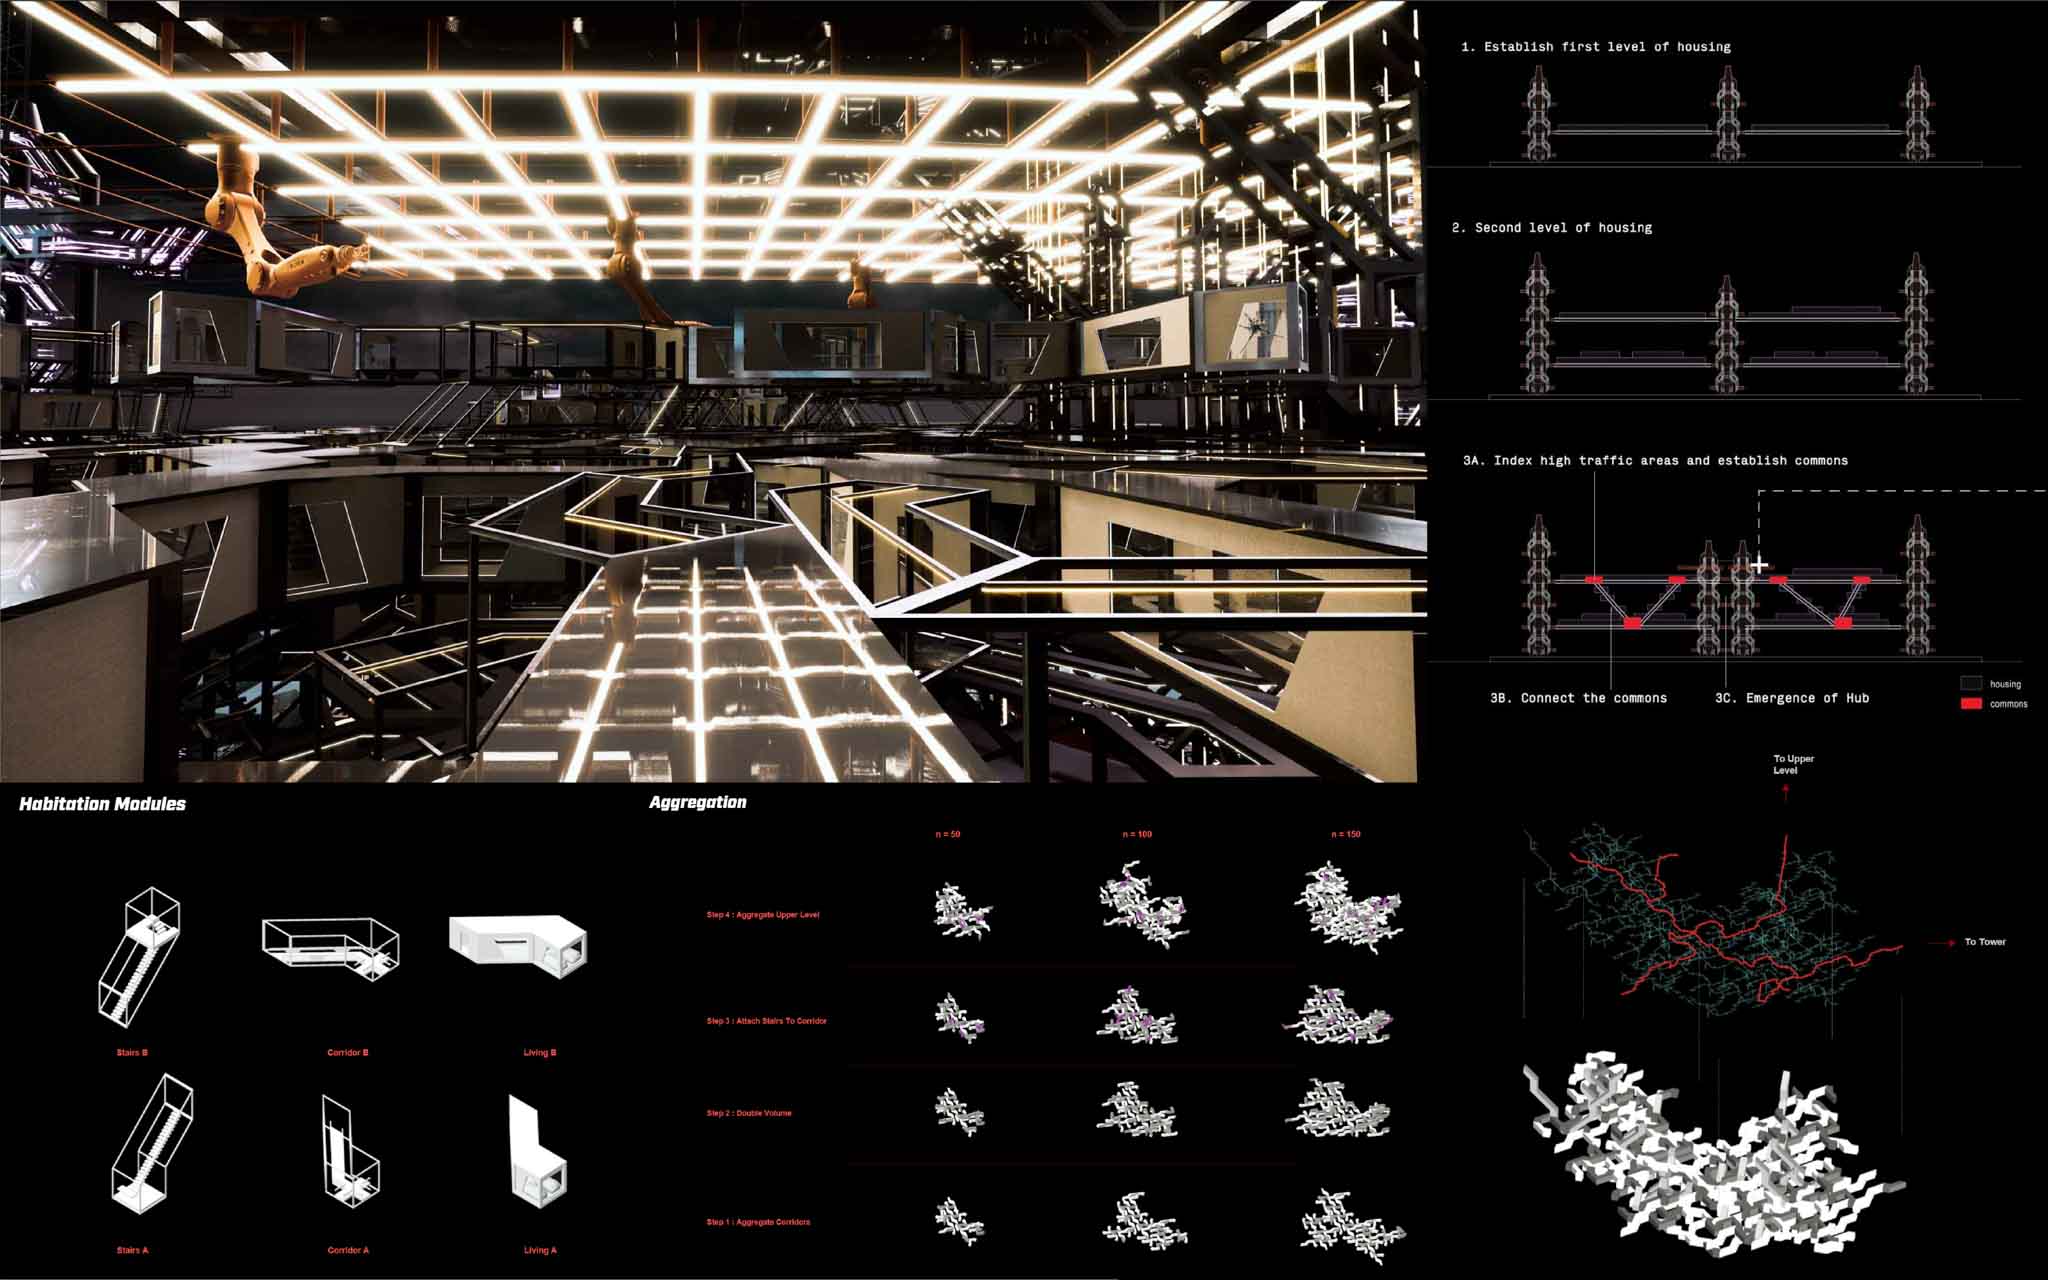 1. Establish first level of housing
2. Second level of housing
3A. Index high traffic areas and establish commons
3B. Connect the commons
3C. Emergence of Hub
housing
commons
To Upper
Level
To Tower
Habitation Modules
Stairs B
Corridor B
Living B
Stairs A
Corridor A
Living A
Aggregation
n = 50
n = 100
n = 150
Step 4 : Aggregate Upper Level
Step 3 : Attach Stairs To Corridor
Step 2 : Double Volume
Step 1 : Aggregate Corridors